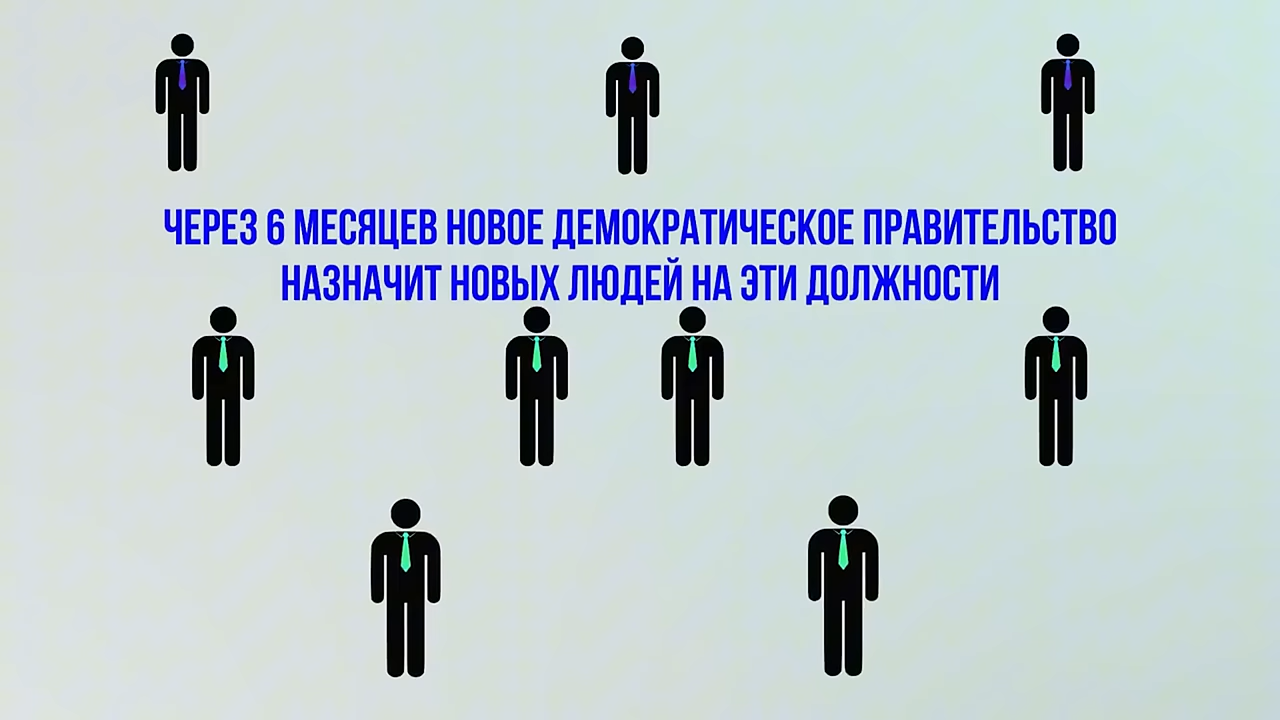 ЧЕРЕЗ 6 МЕСЯЦЕВ НОВОЕ ДЕМОКРАТИЧЕСКОЕ ПРАВИТЕЛЬСТВО
НАЗНАЧИТ НОВЫХ ЛЮДЕЙ НА ЭТИ ДОЛЖНОСТИ